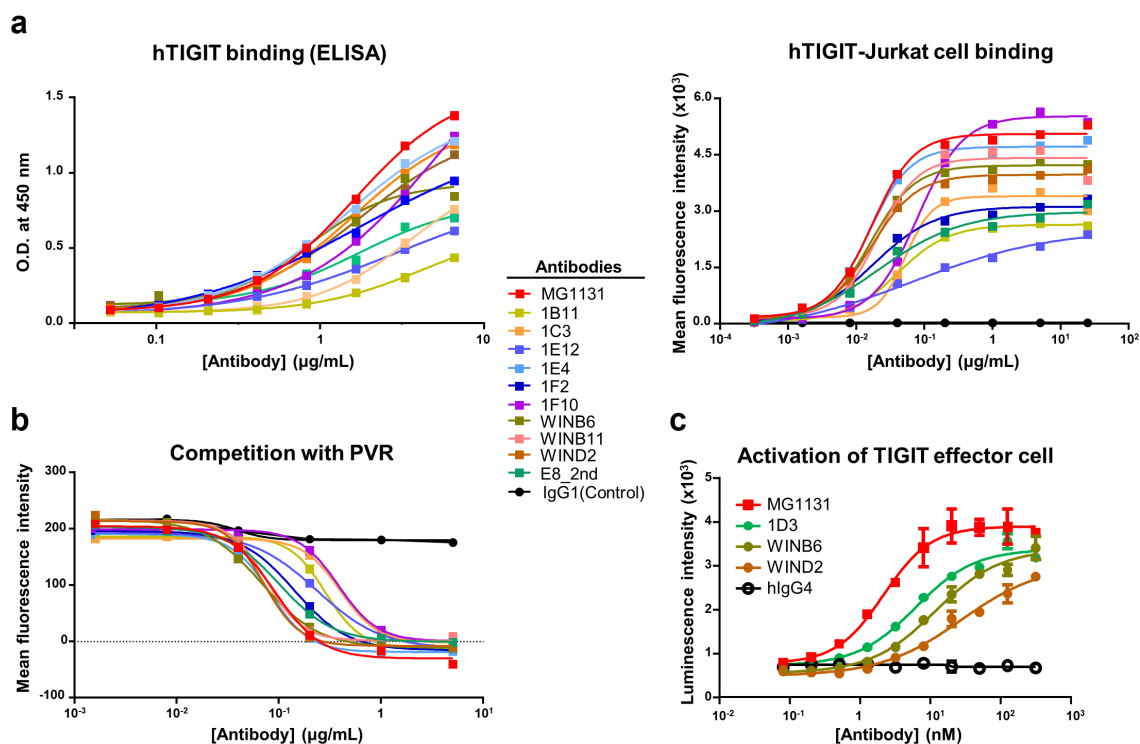 a
hTIGIT binding (ELISA)
O.D. at 450 nm
1.5
1.0
0.5
0.0
0.1
1
10
[Antibody] (µg/mL)
hTIGIT-Jurkat cell binding
Mean fluorescence intensity (x10³)
6.0
4.5
3.0
1.5
0.0
10⁻⁴
10⁻²
10⁻¹
10⁰
10¹
10²
[Antibody] (µg/mL)
Antibodies
MG1131
1B11
1C3
1E12
1E4
1F2
1F10
WINB6
WINB11
WIND2
E8_2nd
IgG1(Control)
b
Competition with PVR
Mean fluorescence intensity
300
200
100
0
-100
10⁻³
10⁻²
10⁻¹
1
10¹
[Antibody] (µg/mL)
c
Activation of TIGIT effector cell
Luminescence intensity (x10³)
5
4
3
2
1
0
MG1131
1D3
WINB6
WIND2
hIgG4
10⁻²
10⁻¹
1
10¹
10²
10³
[Antibody] (nM)